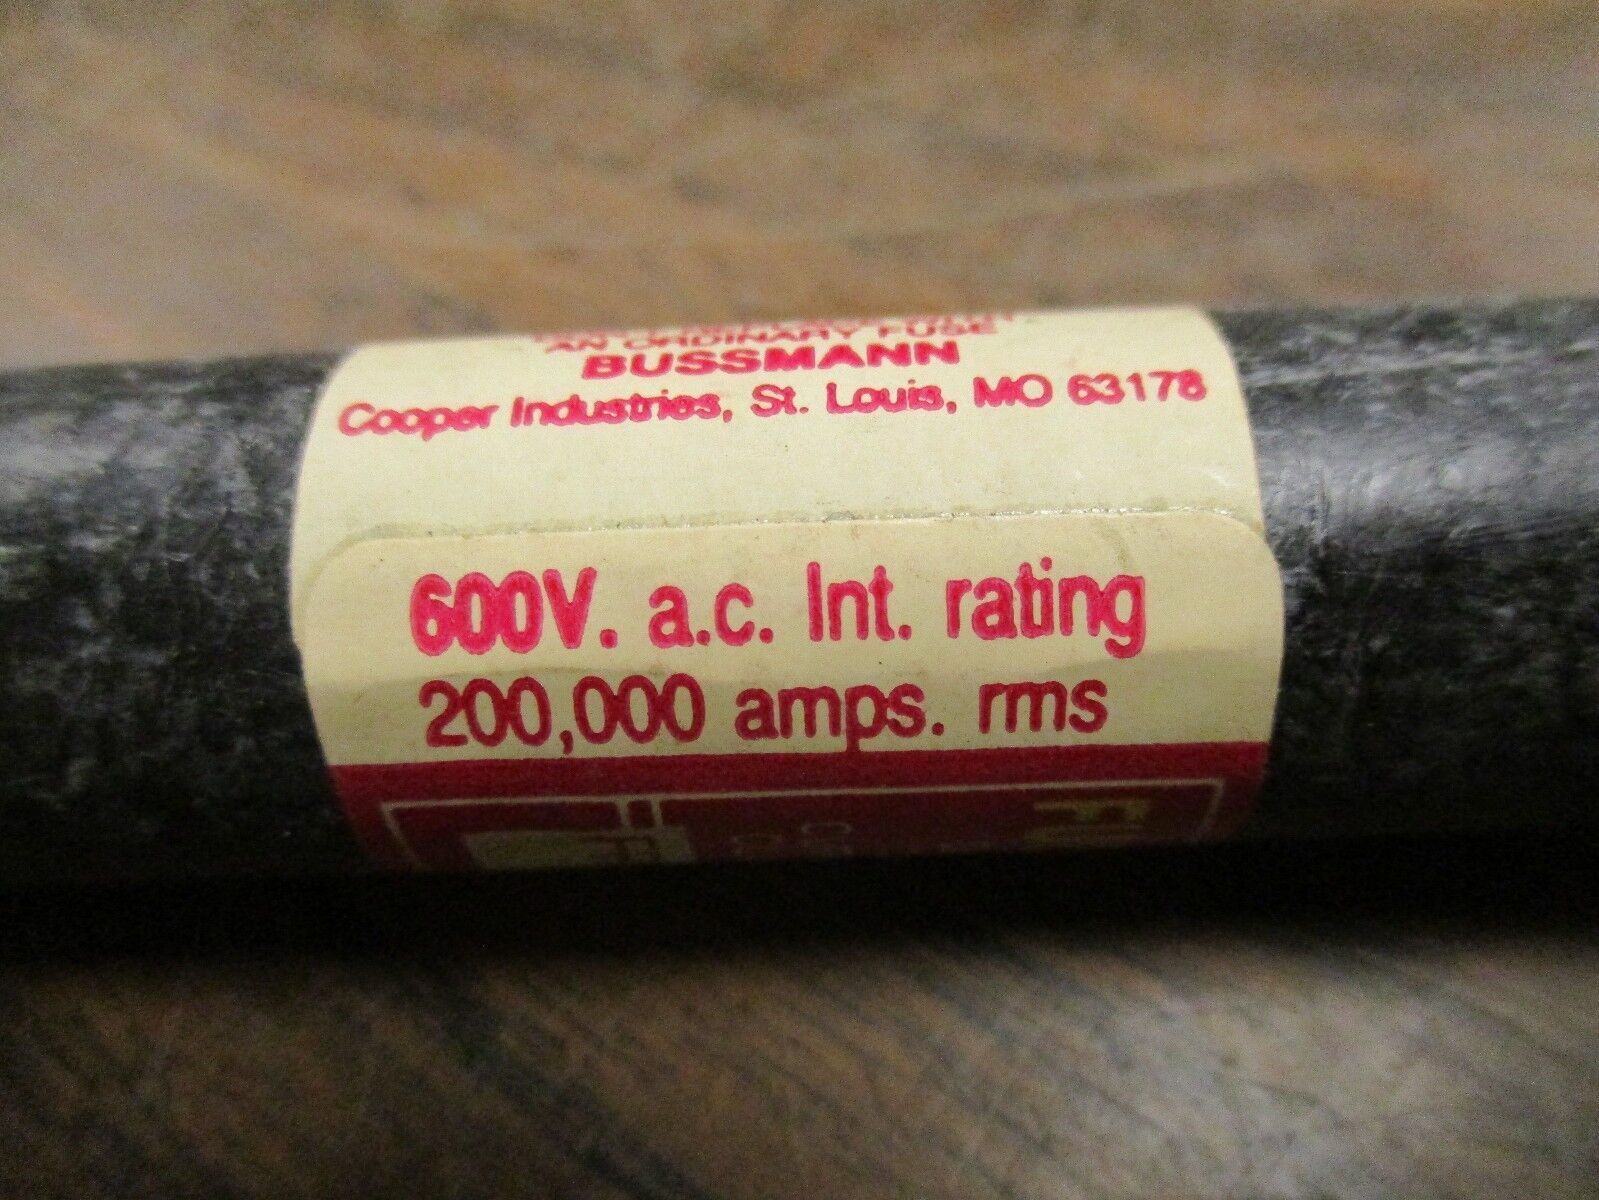 "AN ORDINARY FUSE"
BUSSMANN
Cooper Industries, St. Louis, MO 63178
600V. a.c. Int. rating
200,000 amps. rms